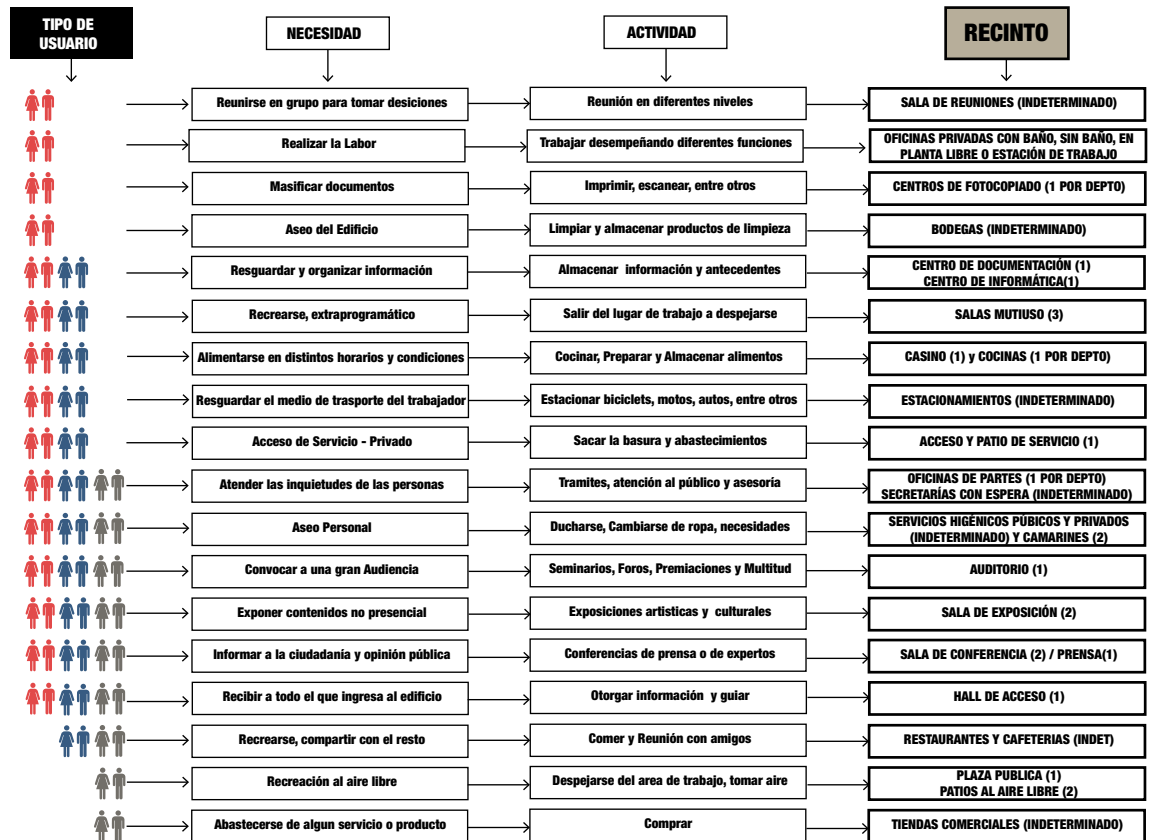 TIPO DE
USUARIO
NECESIDAD
ACTIVIDAD
RECINTO
Reunirse en grupo para tomar desiciones
Reunión en diferentes niveles
SALA DE REUNIONES (INDETERMINADO)
Realizar la Labor
Trabajar desempeñando diferentes funciones
OFICINAS PRIVADAS CON BAÑO, SIN BAÑO, EN
PLANTA LIBRE O ESTACIÓN DE TRABAJO
Masificar documentos
Imprimir, escanear, entre otros
CENTROS DE FOTOCOPIADO (1 POR DEPTO)
Aseo del Edificio
Limpiar y almacenar productos de limpieza
BODEGAS (INDETERMINADO)
Resguardar y organizar información
Almacenar información y antecedentes
CENTRO DE DOCUMENTACIÓN (1)
CENTRO DE INFORMÁTICA(1)
Recrearse, extraprogramático
Salir del lugar de trabajo a despejarse
SALAS MUTIUSO (3)
Alimentarse en distintos horarios y condiciones
Cocinar, Preparar y Almacenar alimentos
CASINO (1) y COCINAS (1 POR DEPTO)
Resguardar el medio de trasporte del trabajador
Estacionar biciclets, motos, autos, entre otros
ESTACIONAMIENTOS (INDETERMINADO)
Acceso de Servicio - Privado
Sacar la basura y abastecimientos
ACCESO Y PATIO DE SERVICIO (1)
Atender las inquietudes de las personas
Tramites, atención al público y asesoria
OFICINAS DE PARTES (1 POR DEPTO)
SECRETARÍAS CON ESPERA (INDETERMINADO)
Aseo Personal
Ducharse, Cambiarse de ropa, necesidades
SERVICIOS HIGÉNICOS PÚBICOS Y PRIVADOS
(INDETERMINADO) Y CAMARINES (2)
Convocar a una gran Audiencia
Seminarios, Foros, Premiaciones y Multitud
AUDITORIO (1)
Exponer contenidos no presencial
Exposiciones artisticas y culturales
SALA DE EXPOSICIÓN (2)
Informar a la ciudadanía y opinión pública
Conferencias de prensa o de expertos
SALA DE CONFERENCIA (2) / PRENSA(1)
Recibir a todo el que ingresa al edificio
Otorgar información y guiar
HALL DE ACCESO (1)
Recrearse, compartir con el resto
Comer y Reunión con amigos
RESTAURANTES Y CAFETERIAS (INDET)
Recreación al aire libre
Despejarse del area de trabajo, tomar aire
PLAZA PUBLICA (1)
PATIOS AL AIRE LIBRE (2)
Abastecerse de algun servicio o producto
Comprar
TIENDAS COMERCIALES (INDETERMINADO)